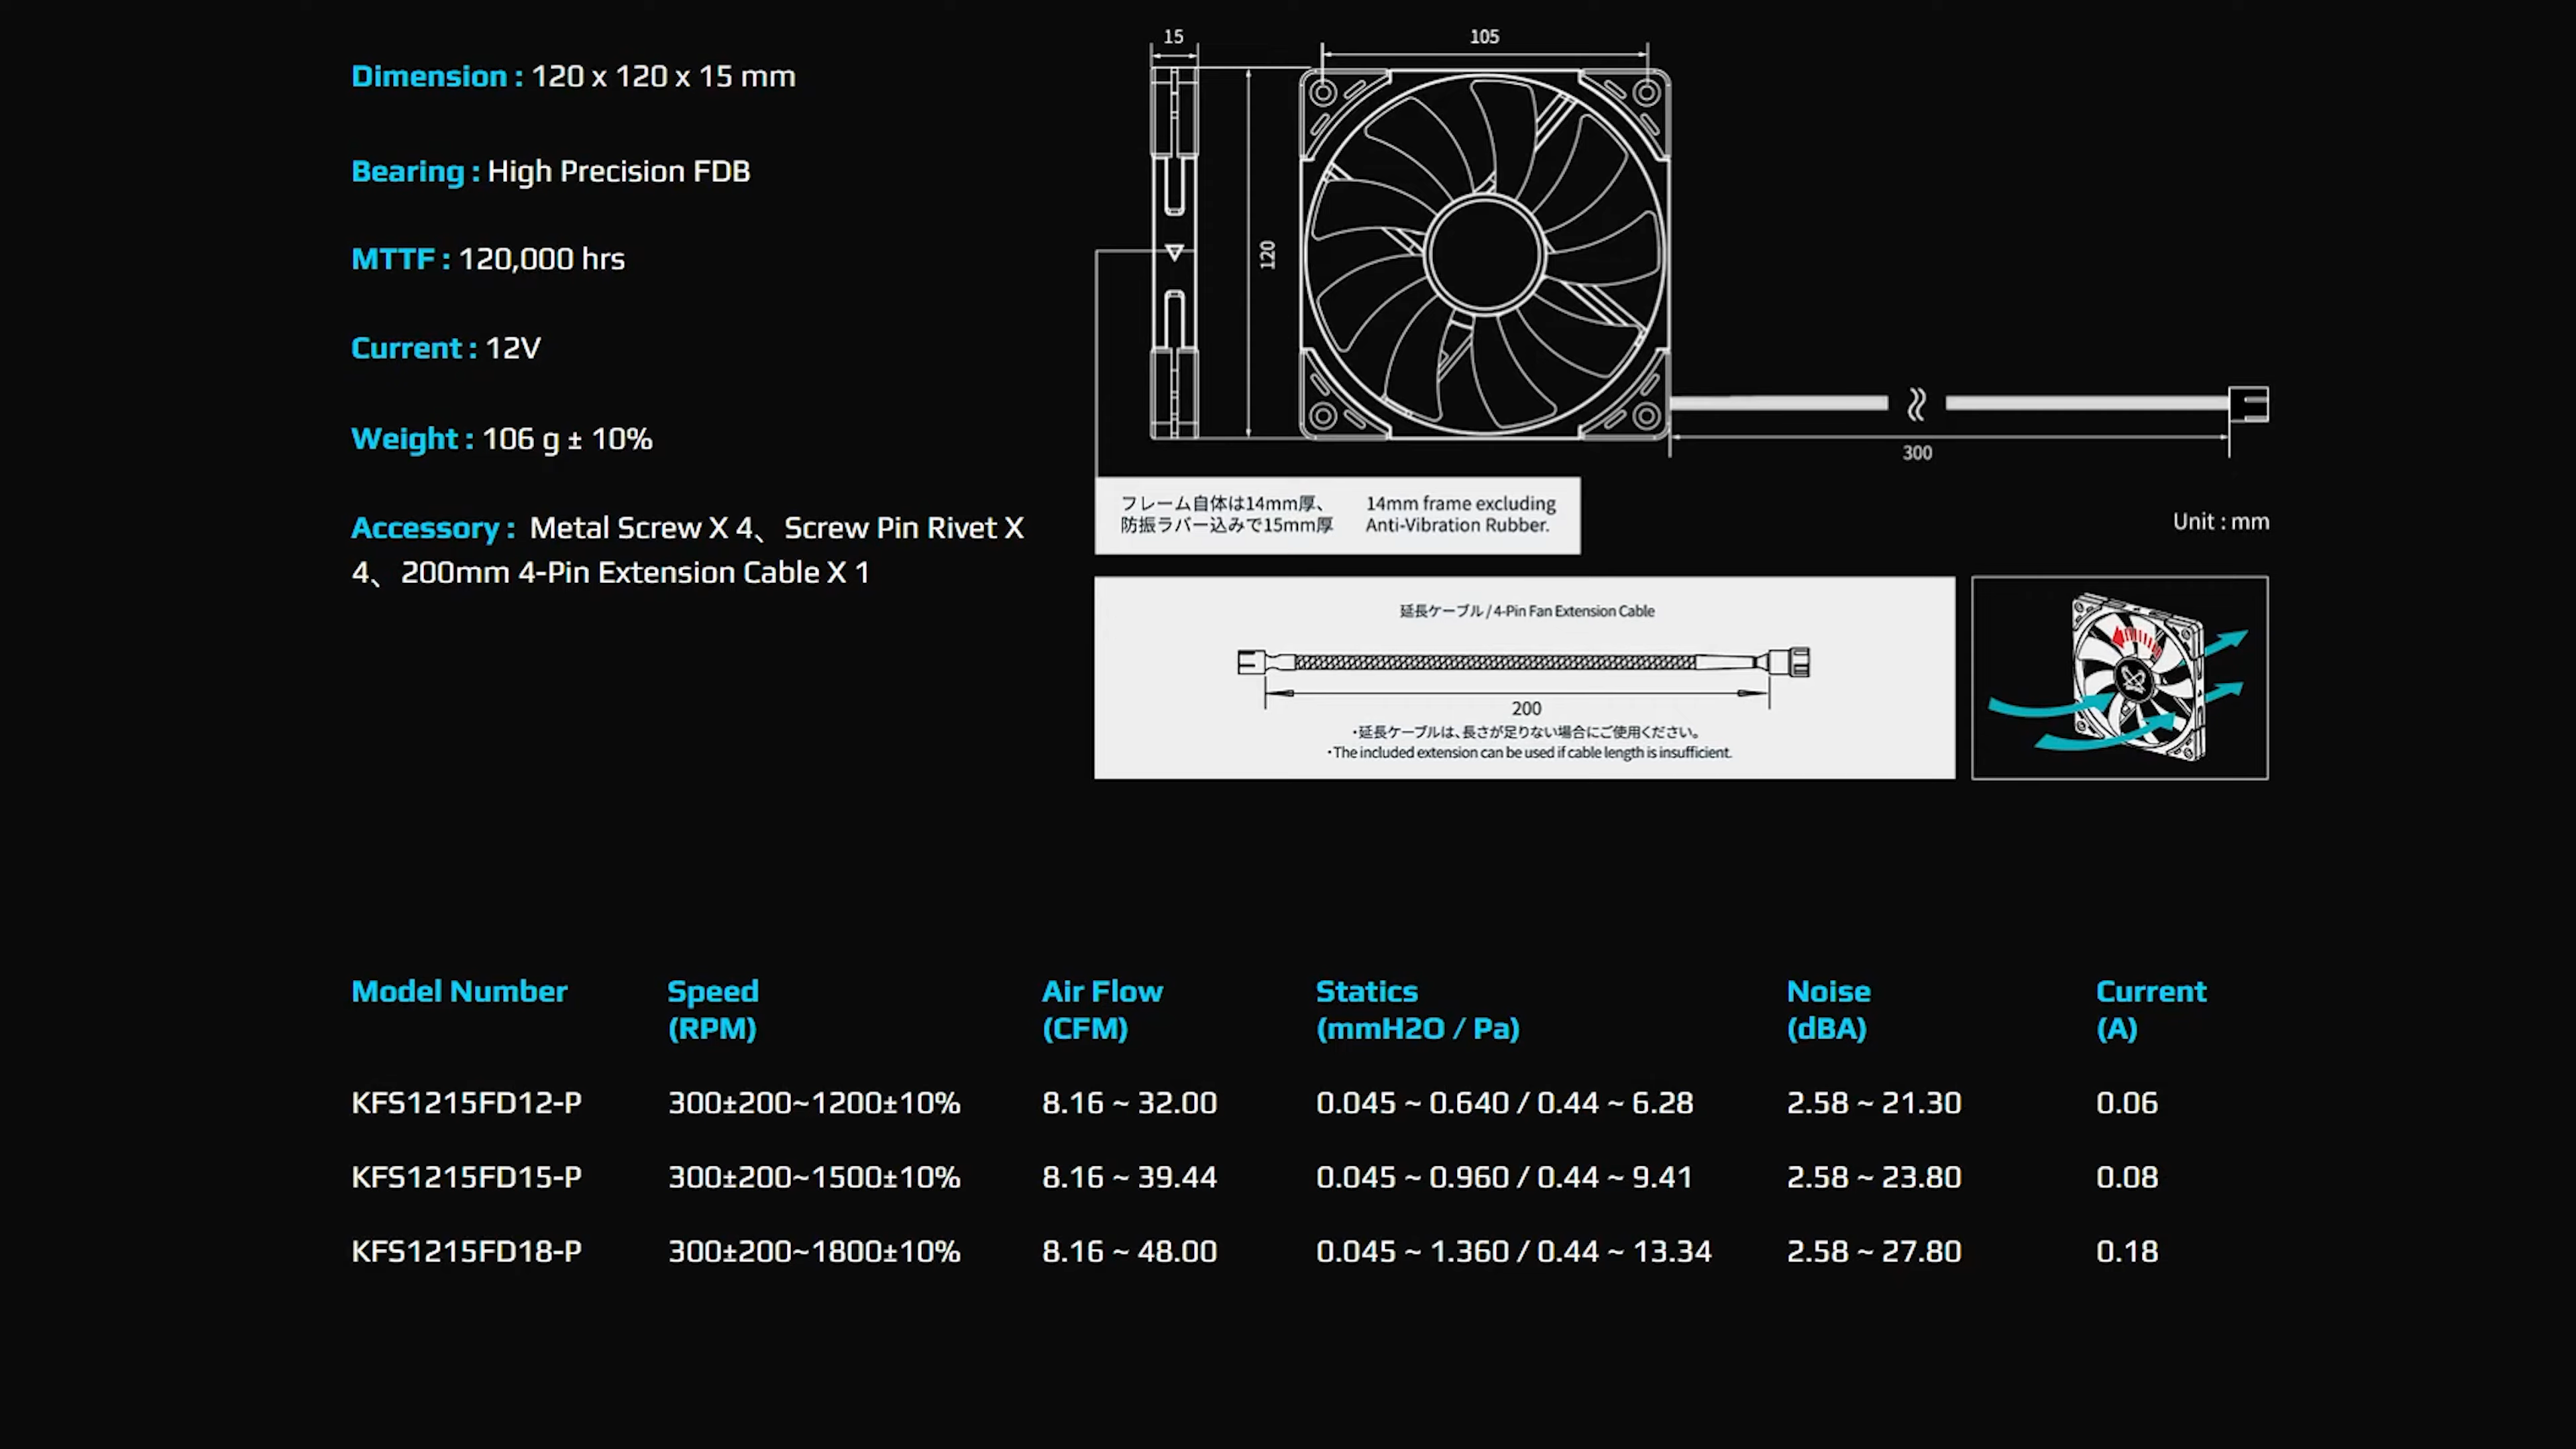 Dimension : 120 x 120 x 15 mm
Bearing : High Precision FDB
MTTF : 120,000 hrs
Current : 12V
Weight : 106 g ± 10%
Accessory : Metal Screw X 4、Screw Pin Rivet X
4、200mm 4-Pin Extension Cable X 1
15
105
120
300
フレーム自体は14mm厚、
防振ラバー込みで15mm厚
14mm frame excluding
Anti-Vibration Rubber.
Unit : mm
延長ケーブル / 4-Pin Fan Extension Cable
200
・延長ケーブルは、長さが足りない場合にご使用ください。
・The included extension can be used if cable length is insufficient.
Model Number Speed Air Flow Statics Noise Current
(RPM) (CFM) (mmH2O / Pa) (dBA) (A)
KFS1215FD12-P 300±200~1200±10% 8.16 ~ 32.00 0.045 ~ 0.640 / 0.44 ~ 6.28 2.58 ~ 21.30 0.06
KFS1215FD15-P 300±200~1500±10% 8.16 ~ 39.44 0.045 ~ 0.960 / 0.44 ~ 9.41 2.58 ~ 23.80 0.08
KFS1215FD18-P 300±200~1800±10% 8.16 ~ 48.00 0.045 ~ 1.360 / 0.44 ~ 13.34 2.58 ~ 27.80 0.18